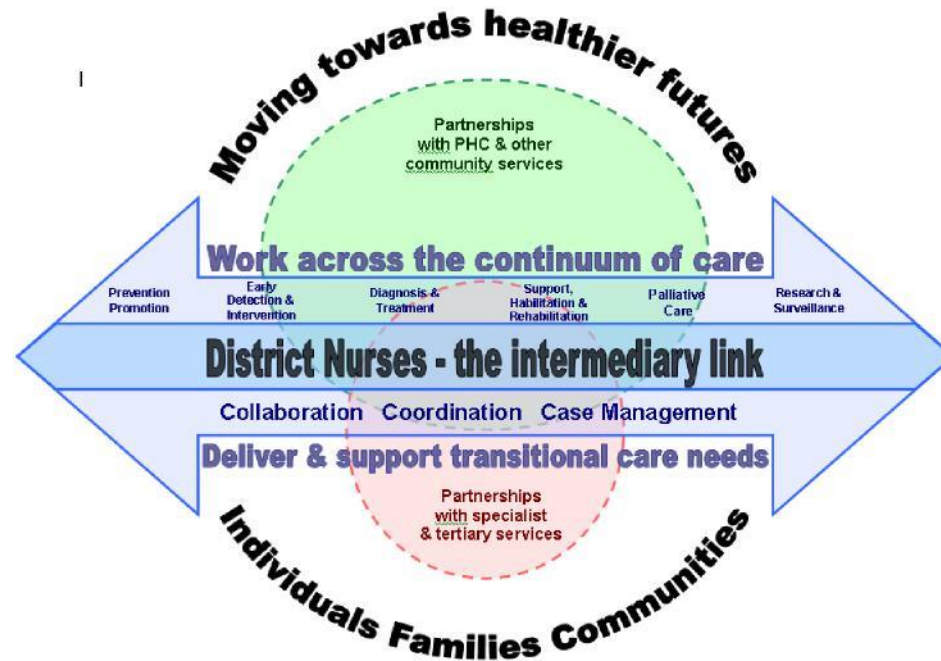 Moving towards healthier futures
Partnerships
with PHC & other
community services
Work across the continuum of care
Prevention
Promotion
Early
Detection &
Intervention
Diagnosis &
Treatment
Support,
Habilitation &
Rehabilitation
Palliative
Care
Research &
Surveillance
District Nurses - the intermediary link
Collaboration Coordination Case Management
Deliver & support transitional care needs
Partnerships
with specialist
& tertiary services
Individuals Families Communities